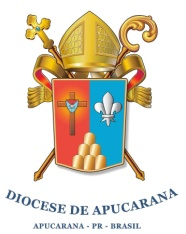 DIOCESE DE APUCARANA
APUCARANA - PR - BRASIL